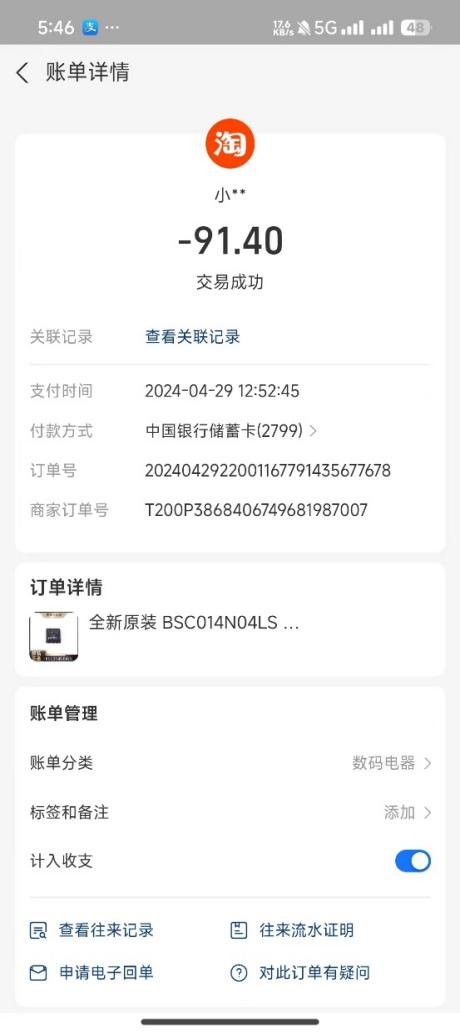 5:46 支 ··· 17.6 KB/s 5G 48
账单详情
淘
小**
-91.40
交易成功
关联记录 查看关联记录
支付时间 2024-04-29 12:52:45
付款方式 中国银行储蓄卡(2799)
订单号 2024042922001167791435677678
商家订单号 T200P3868406749681987007
订单详情
全新原装 BSC014N04LS ...
账单管理
账单分类 数码电器
标签和备注 添加
计入收支
查看往来记录 往来流水证明
申请电子回单 对此订单有疑问